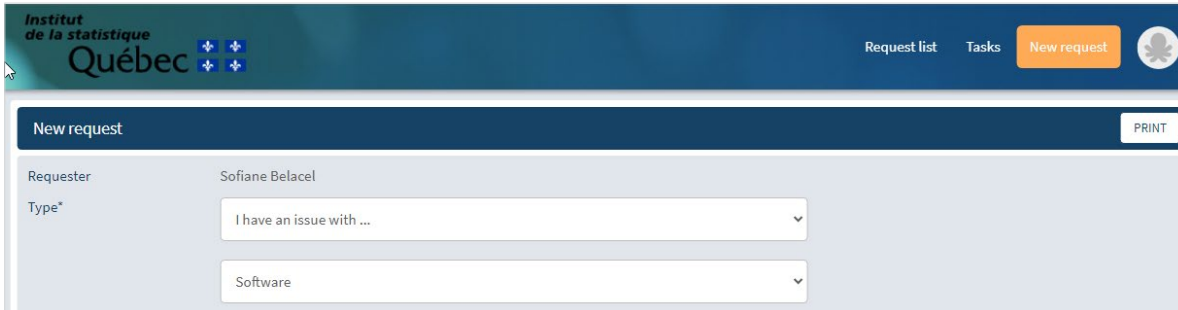 Institut
de la statistique
Québec
Request list Tasks New request
New request PRINT
Requester Sofiane Belacel
Type* I have an issue with ...
Software